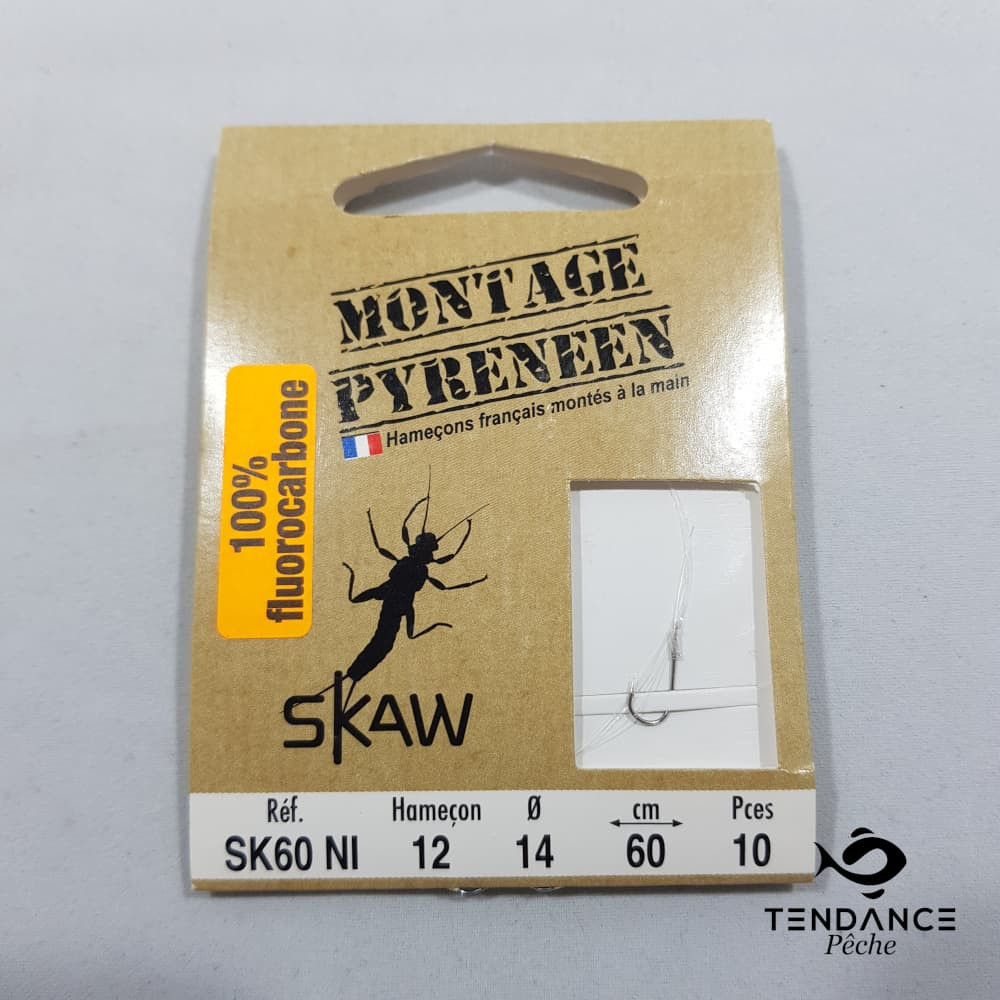 MONTAGE
PYRENEEN
Hameçons français montés à la main
100%
fluorocarbone
SKAW
Réf. Hameçon Ø cm Pces
SK60 NI 12 14 60 10
TENDANCE
Pêche